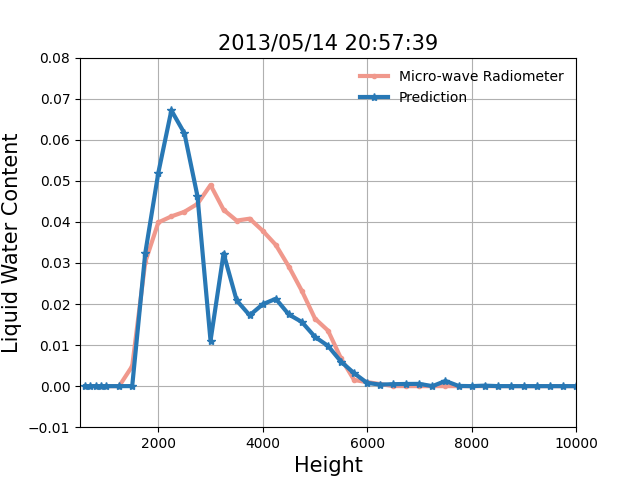 2013/05/14 20:57:39
Micro-wave Radiometer
Prediction
Liquid Water Content
0.08
0.07
0.06
0.05
0.04
0.03
0.02
0.01
0.00
−0.01
2000 4000 6000 8000 10000
Height